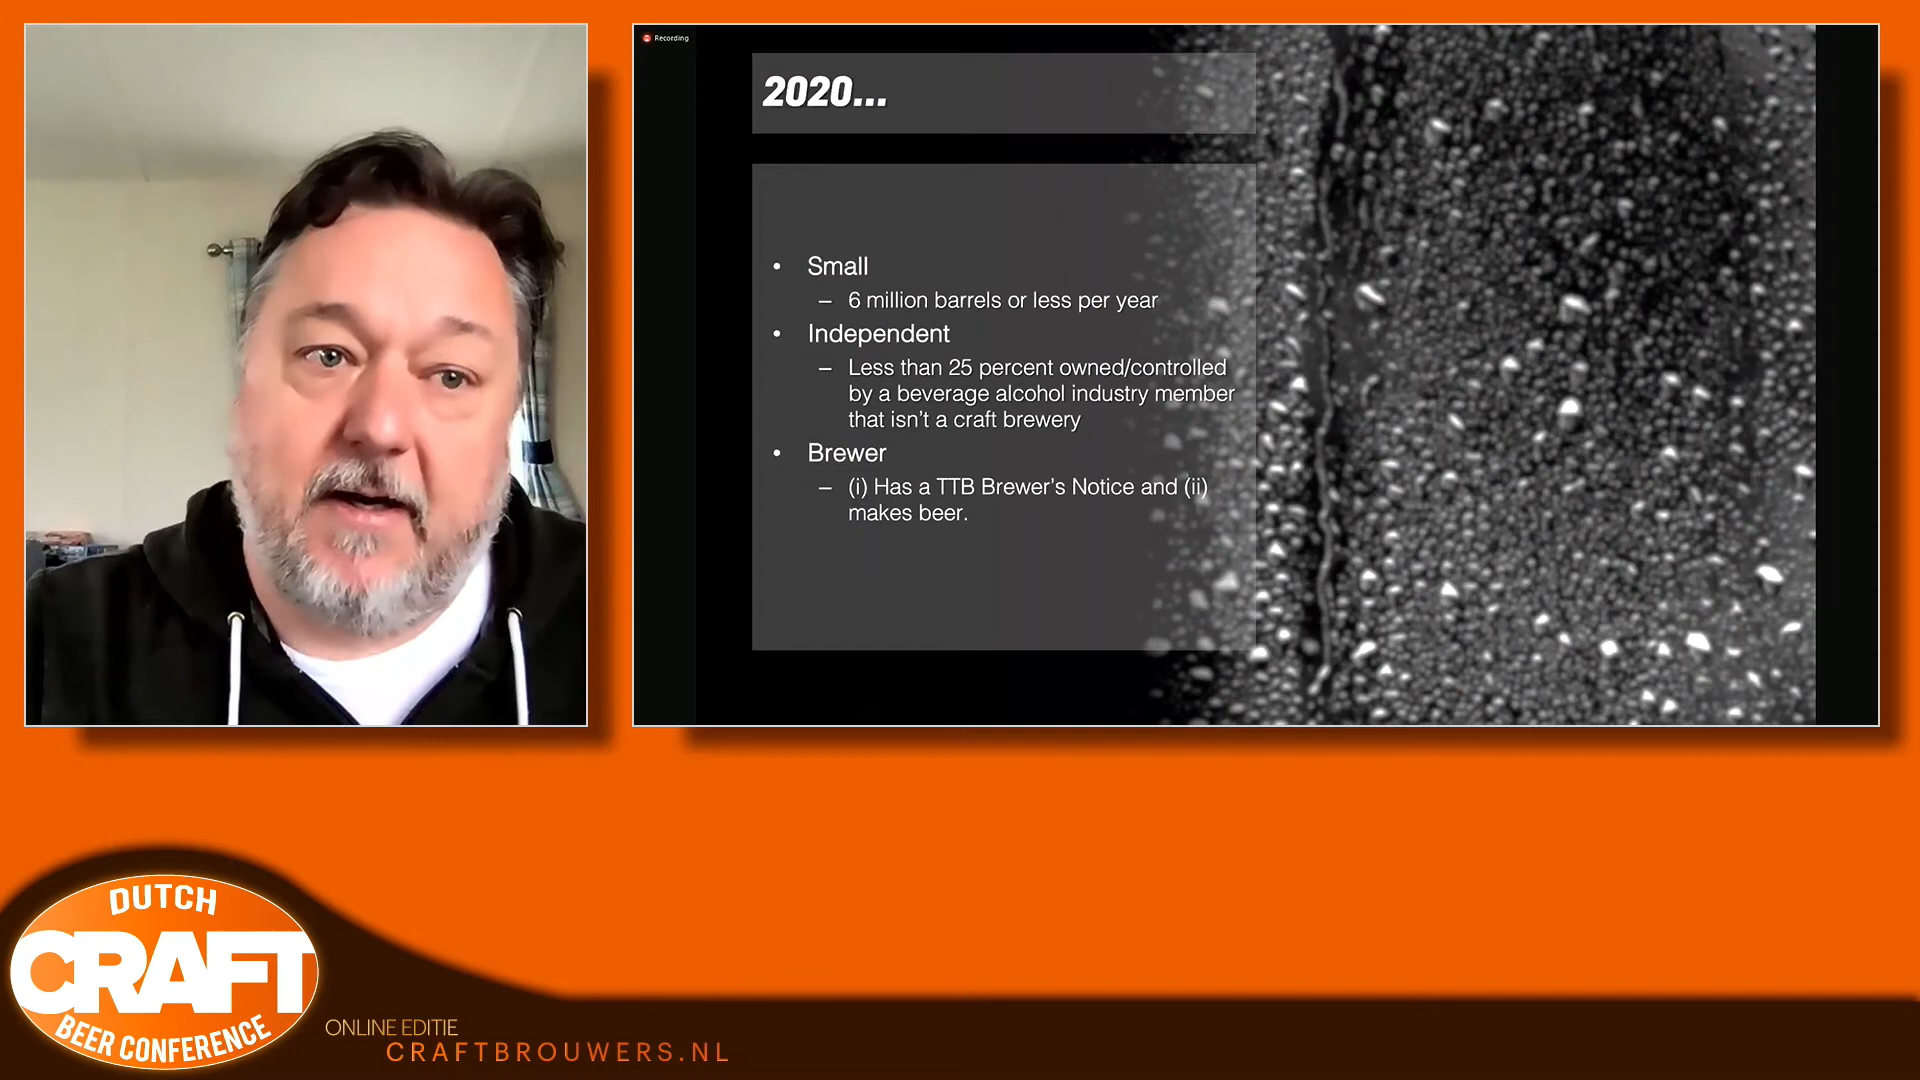 Recording
2020...
• Small
– 6 million barrels or less per year
• Independent
– Less than 25 percent owned/controlled
by a beverage alcohol industry member
that isn't a craft brewery
• Brewer
– (i) Has a TTB Brewer's Notice and (ii)
makes beer.
DUTCH
CRAFT
BEER CONFERENCE
ONLINE EDITIE
CRAFTBROUWERS.NL